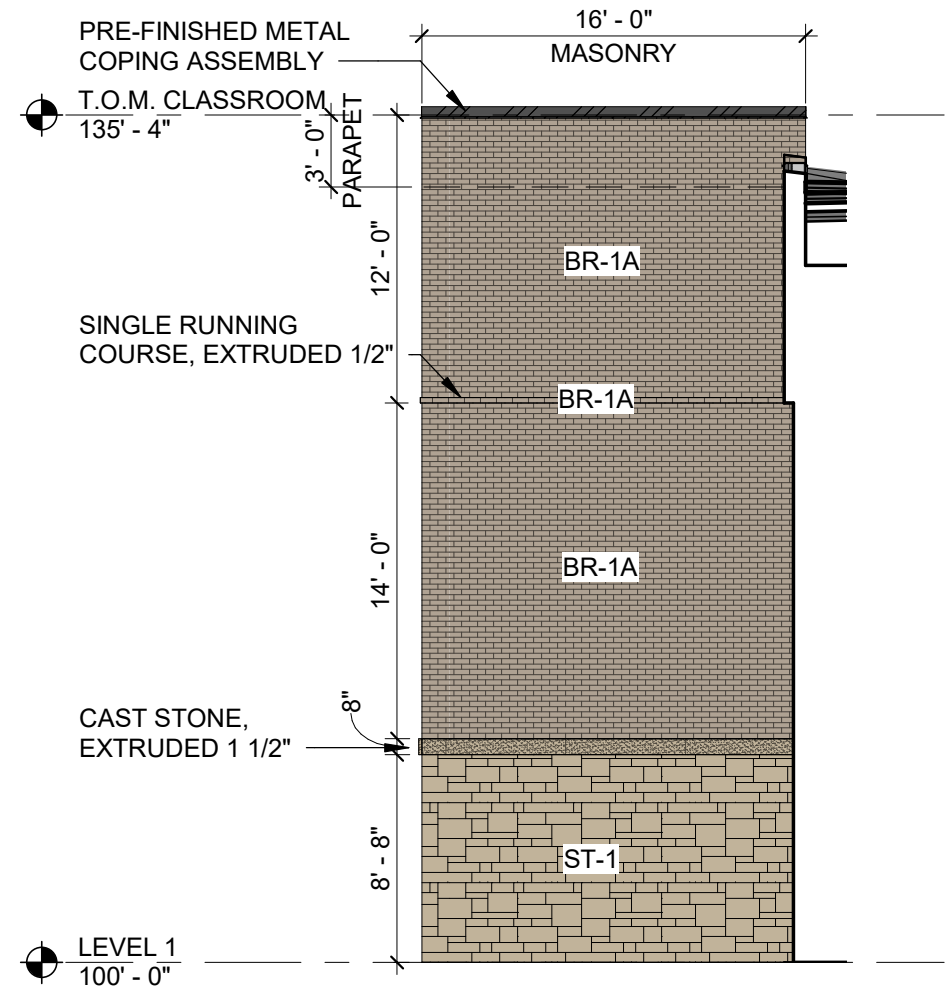 16' - 0"
MASONRY
PRE-FINISHED METAL
COPING ASSEMBLY
T.O.M. CLASSROOM
135' - 4"
3' - 0"
PARAPET
12' - 0"
BR-1A
SINGLE RUNNING
COURSE, EXTRUDED 1/2"
BR-1A
14' - 0"
BR-1A
8"
CAST STONE,
EXTRUDED 1 1/2"
8' - 8"
ST-1
LEVEL 1
100' - 0"